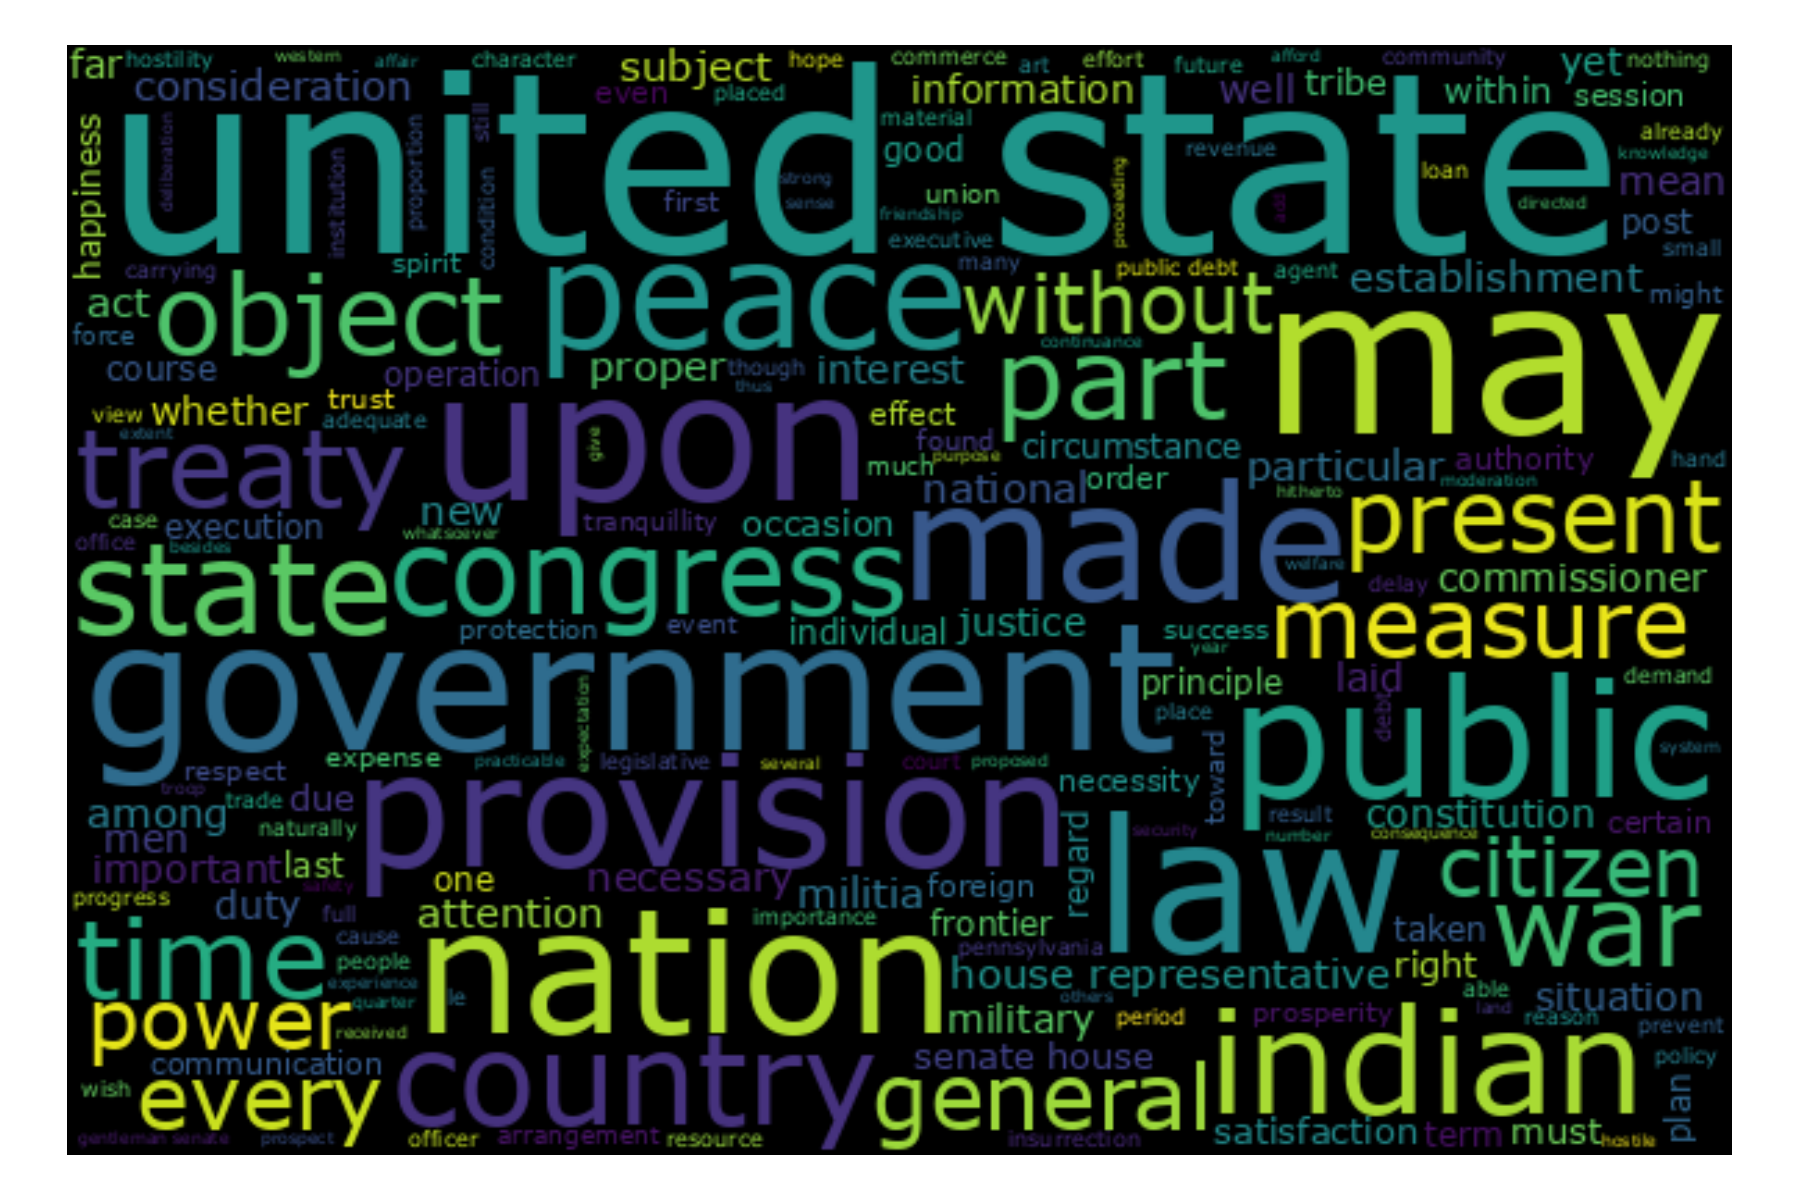 far hostility western affair character subject hope commerce art effort future afford community yet nothing
consideration even placed information well tribe within session
united state
happiness deliberation institution proportion still condition material good revenue already knowledge
first strong sense union friendship executive proceeding add loan directed mean post small
carrying spirit many public debt agent establishment might
act object peace without may
force course operation proper though thus interest continuance part
view whether trust adequate extent effect circumstance
treaty upon give found purpose much national order particular authority hand moderation hitherto
case execution new whatsoever tranquillity occasion made present
office besides welfare delay commissioner
state congress measure
protection event individual justice success year
government principle laid demand
expectation place debt public system
expense practicable legislative several court proposed necessity toward
respect troop provision result constitution certain
among trade due naturally men law security number consequence
important last safety one necessary militia foreign regard citizen
progress duty full attention importance frontier taken war
time cause people experience quarter le nation pennsylvania house representative right able situation
power received military others period prosperity land reason prevent
communication country senate house indian policy
wish every general plan
gentleman senate prospect officer arrangement resource insurrection satisfaction term must hostile